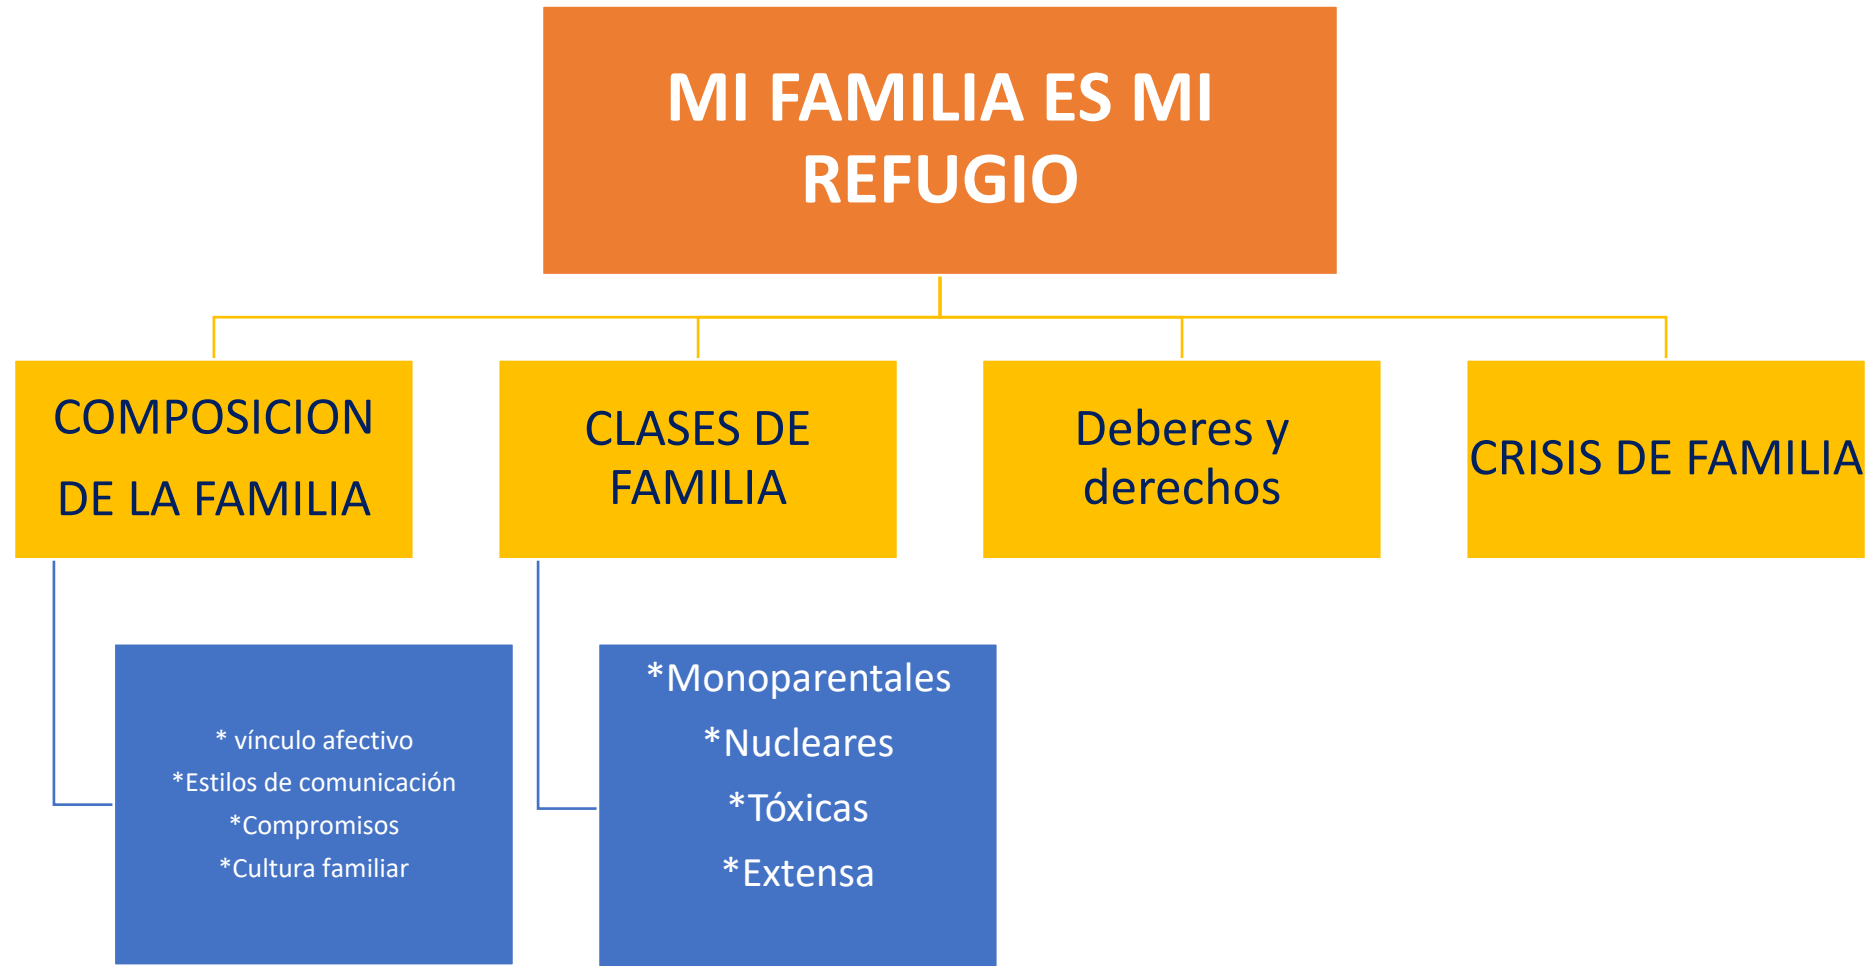 MI FAMILIA ES MI
REFUGIO
COMPOSICION
DE LA FAMILIA
CLASES DE
FAMILIA
Deberes y
derechos
CRISIS DE FAMILIA
* vínculo afectivo
*Estilos de comunicación
*Compromisos
*Cultura familiar
*Monoparentales
*Nucleares
*Tóxicas
*Extensa